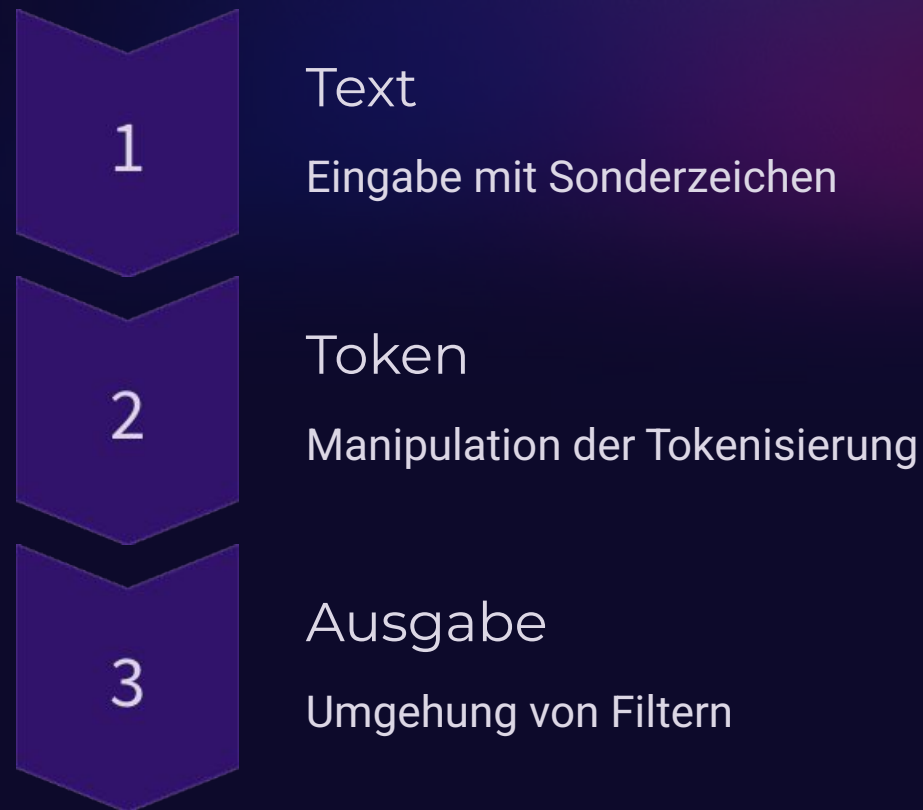 1
Text
Eingabe mit Sonderzeichen
2
Token
Manipulation der Tokenisierung
3
Ausgabe
Umgehung von Filtern